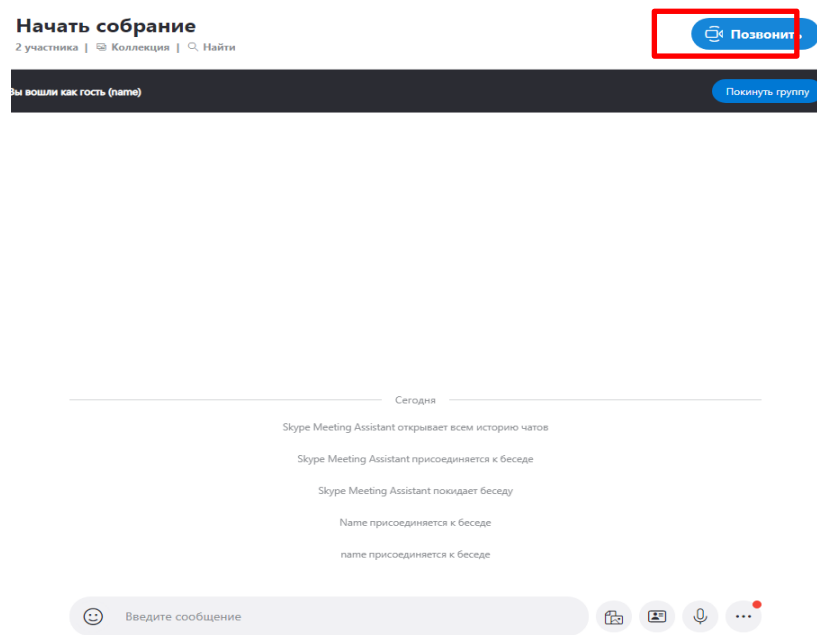 Начать собрание
Позвонить
2 участника | Коллекция | Найти
Вы вошли как гость (name)
Покинуть группу
Сегодня
Skype Meeting Assistant открывает всем историю чатов
Skype Meeting Assistant присоединяется к беседе
Skype Meeting Assistant покидает беседу
Name присоединяется к беседе
name присоединяется к беседе
Введите сообщение